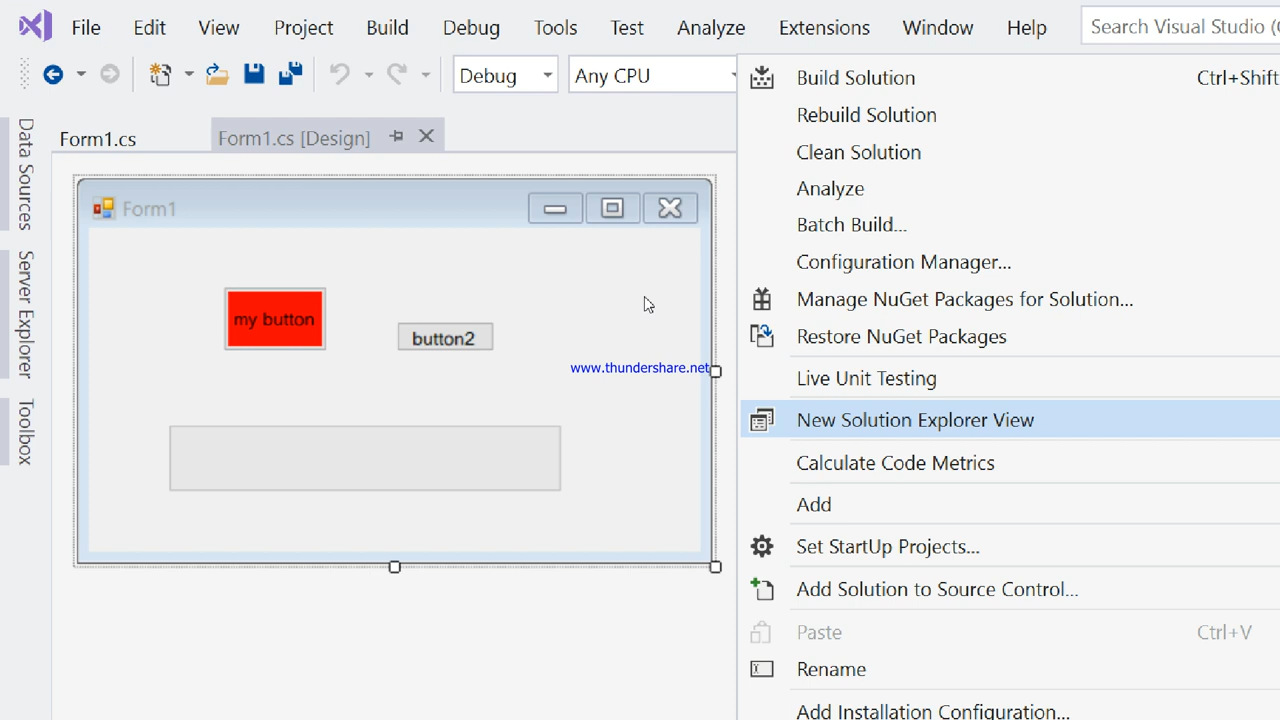 File Edit View Project Build Debug Tools Test Analyze Extensions Window Help Search Visual Studio (
Debug Any CPU
Form1.cs Form1.cs [Design]
Data Sources
Server Explorer
Toolbox
Form1
my button
button2
www.thundershare.net
Build Solution Ctrl+Shift
Rebuild Solution
Clean Solution
Analyze
Batch Build...
Configuration Manager...
Manage NuGet Packages for Solution...
Restore NuGet Packages
Live Unit Testing
New Solution Explorer View
Calculate Code Metrics
Add
Set StartUp Projects...
Add Solution to Source Control...
Paste Ctrl+V
Rename
Add Installation Configuration...